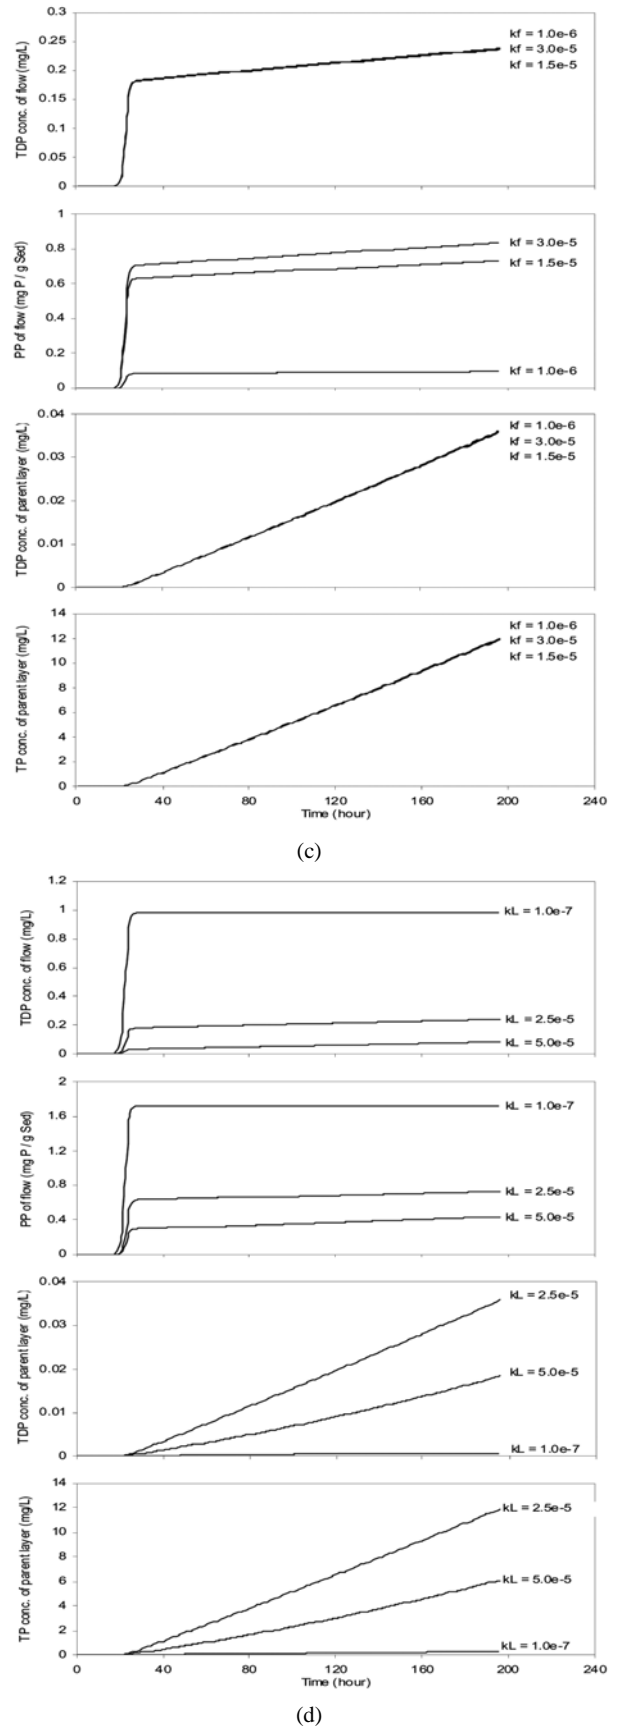 TDP conc. of flow (mg/L)
0.3
0.25
0.2
0.15
0.1
0.05
0
kf = 1.0e-6
kf = 3.0e-5
kf = 1.5e-5
PP of flow (mg P / g Sed)
1
0.8
0.6
0.4
0.2
0
kf = 3.0e-5
kf = 1.5e-5
kf = 1.0e-6
TDP conc. of parent layer (mg/L)
0.04
0.03
0.02
0.01
0
kf = 1.0e-6
kf = 3.0e-5
kf = 1.5e-5
TP conc. of parent layer (mg/L)
14
12
10
8
6
4
2
0
kf = 1.0e-6
kf = 3.0e-5
kf = 1.5e-5
0 40 80 120 160 200 240
Time (hour)
(c)
TDP conc. of flow (mg/L)
1.2
1
0.8
0.6
0.4
0.2
0
kL = 1.0e-7
kL = 2.5e-5
kL = 5.0e-5
PP of flow (mg P / g Sed)
2
1.6
1.2
0.8
0.4
0
kL = 1.0e-7
kL = 2.5e-5
kL = 5.0e-5
TDP conc. of parent layer (mg/L)
0.04
0.03
0.02
0.01
0
kL = 2.5e-5
kL = 5.0e-5
kL = 1.0e-7
TP conc. of parent layer (mg/L)
14
12
10
8
6
4
2
0
kL = 2.5e-5
kL = 5.0e-5
kL = 1.0e-7
0 40 80 120 160 200 240
Time (hour)
(d)